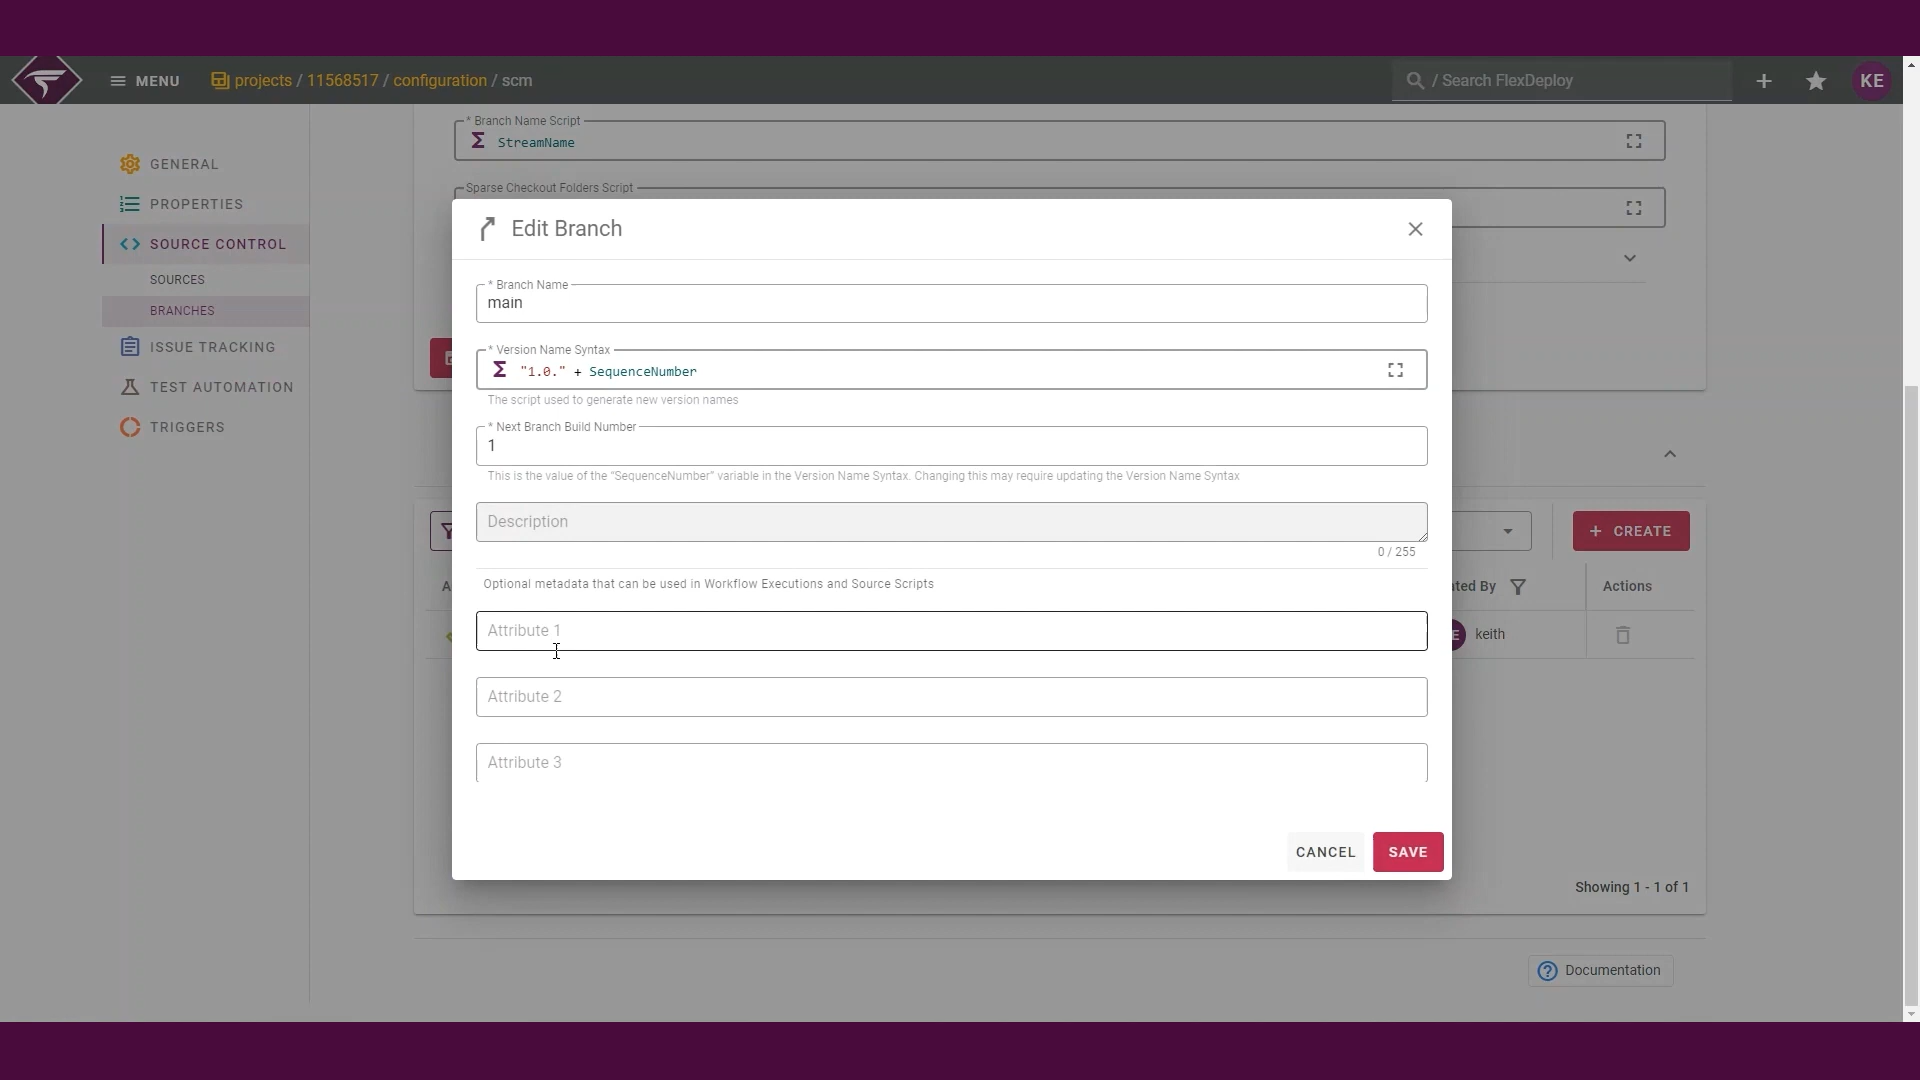 MENU
projects / 11568517 / configuration / scm
/ Search FlexDeploy
KE
GENERAL
PROPERTIES
SOURCE CONTROL
SOURCES
BRANCHES
ISSUE TRACKING
TEST AUTOMATION
TRIGGERS
* Branch Name Script
StreamName
Sparse Checkout Folders Script
Edit Branch
* Branch Name
main
* Version Name Syntax
"1.0." + SequenceNumber
The script used to generate new version names
* Next Branch Build Number
1
This is the value of the "SequenceNumber" variable in the Version Name Syntax. Changing this may require updating the Version Name Syntax
Description
0 / 255
Optional metadata that can be used in Workflow Executions and Source Scripts
Attribute 1
Attribute 2
Attribute 3
CANCEL
SAVE
+ CREATE
By
Actions
keith
Showing 1 - 1 of 1
Documentation